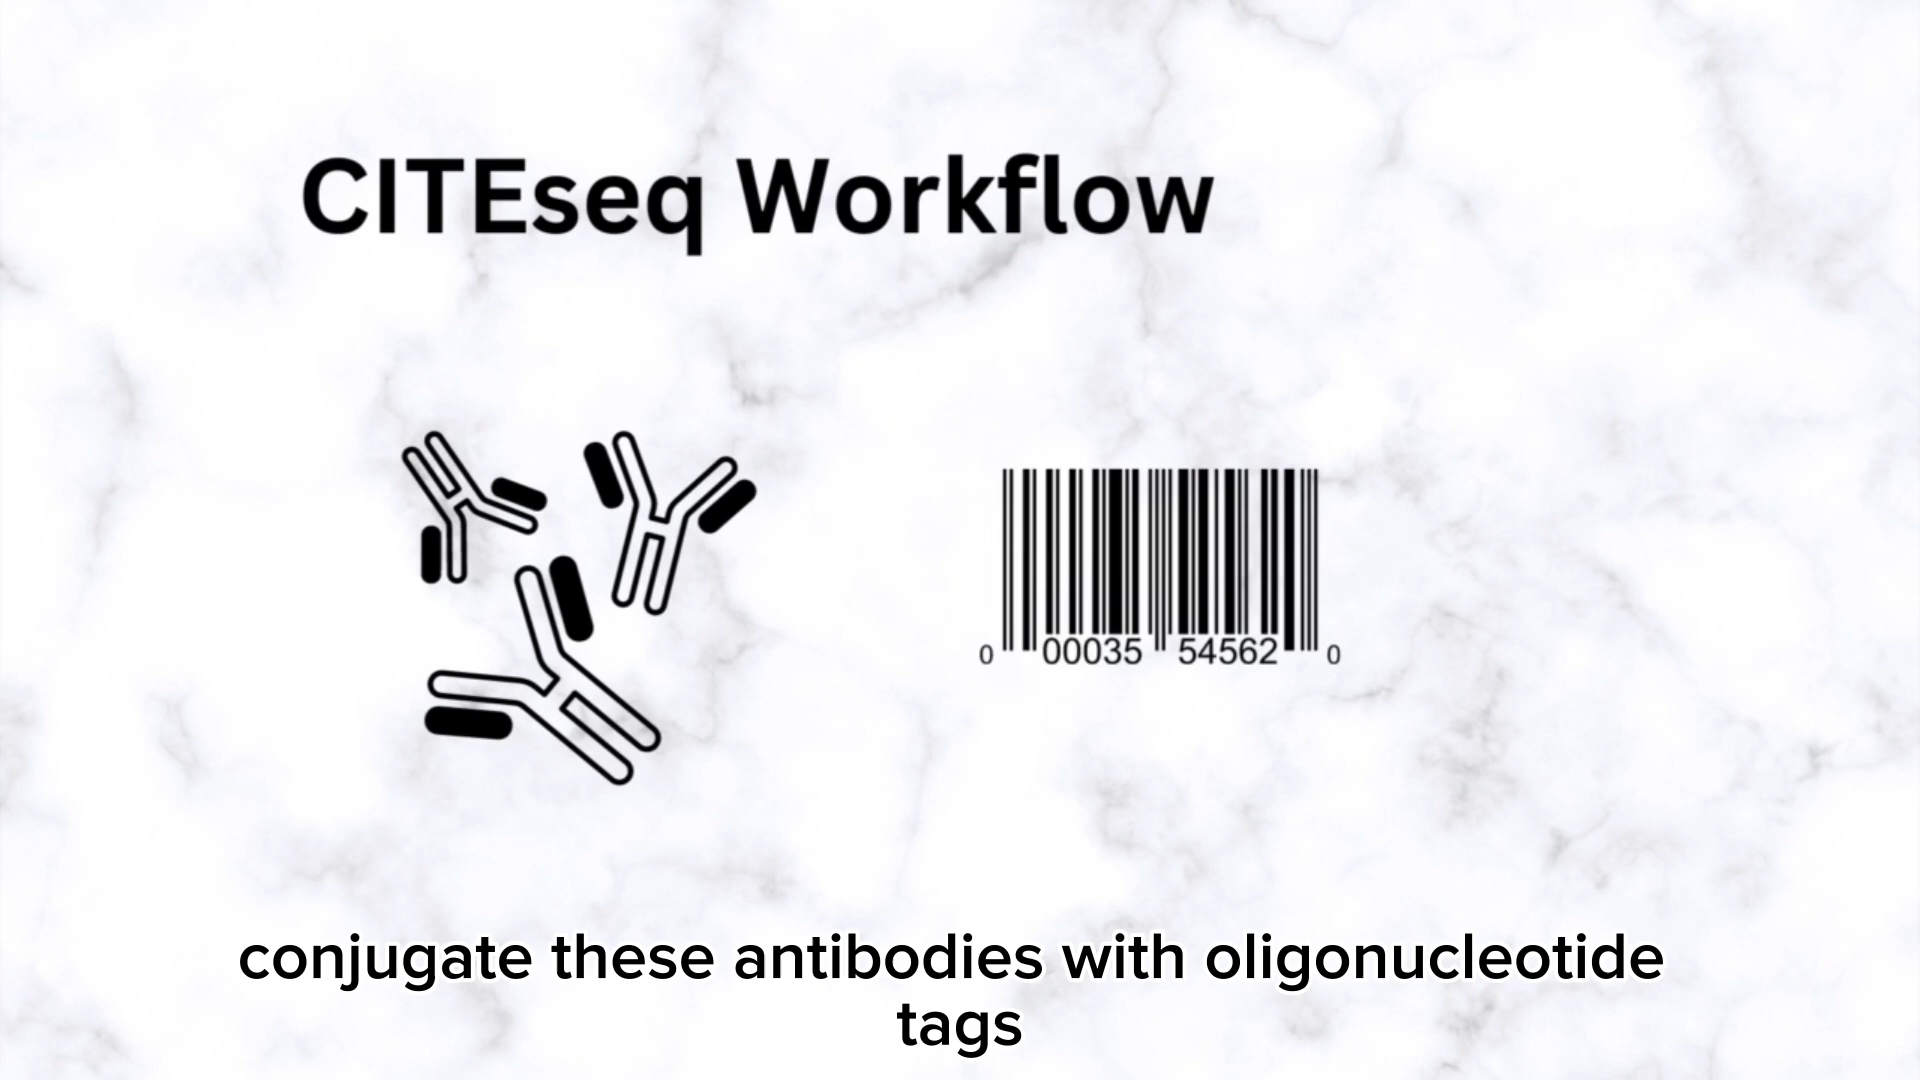 CITEseq Workflow
0 00035 54562 0
conjugate these antibodies with oligonucleotide
tags